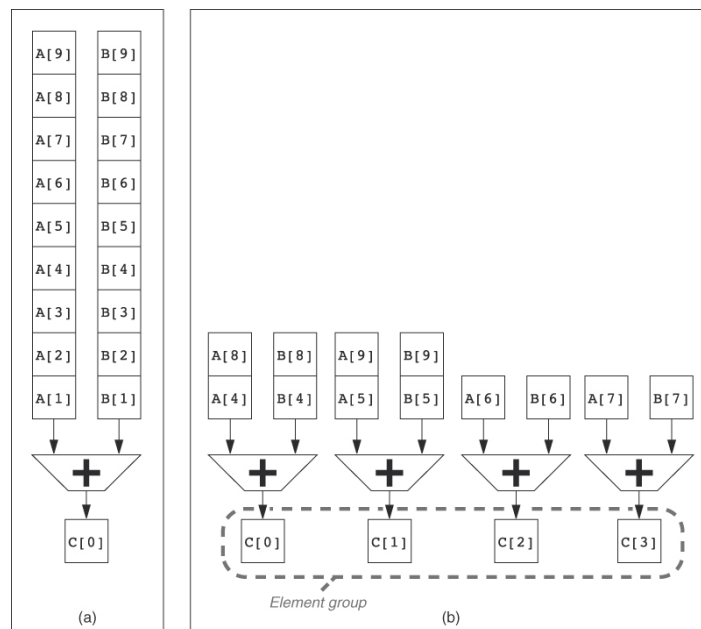 A[9] B[9]
A[8] B[8]
A[7] B[7]
A[6] B[6]
A[5] B[5]
A[4] B[4]
A[3] B[3]
A[2] B[2]
A[1] B[1]
+
C[0]
(a)
A[8] B[8] A[9] B[9]
A[4] B[4] A[5] B[5] A[6] B[6] A[7] B[7]
+ + + +
C[0] C[1] C[2] C[3]
Element group
(b)